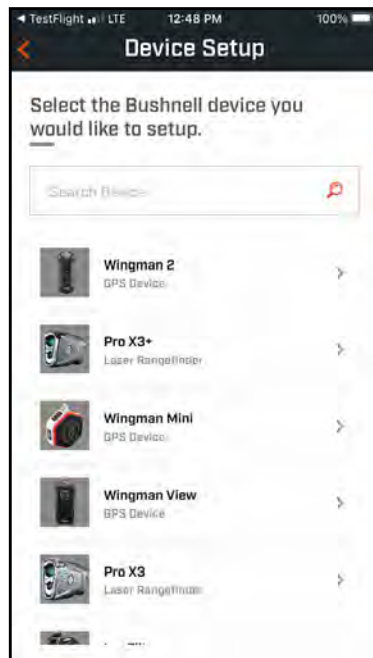 TestFlight LTE 12:48 PM 100%
Device Setup
Select the Bushnell device you
would like to setup.
Search Device
Wingman 2
GPS Device
Pro X3+
Laser Rangefinder
Wingman Mini
GPS Device
Wingman View
GPS Device
Pro X3
Laser Rangefinder